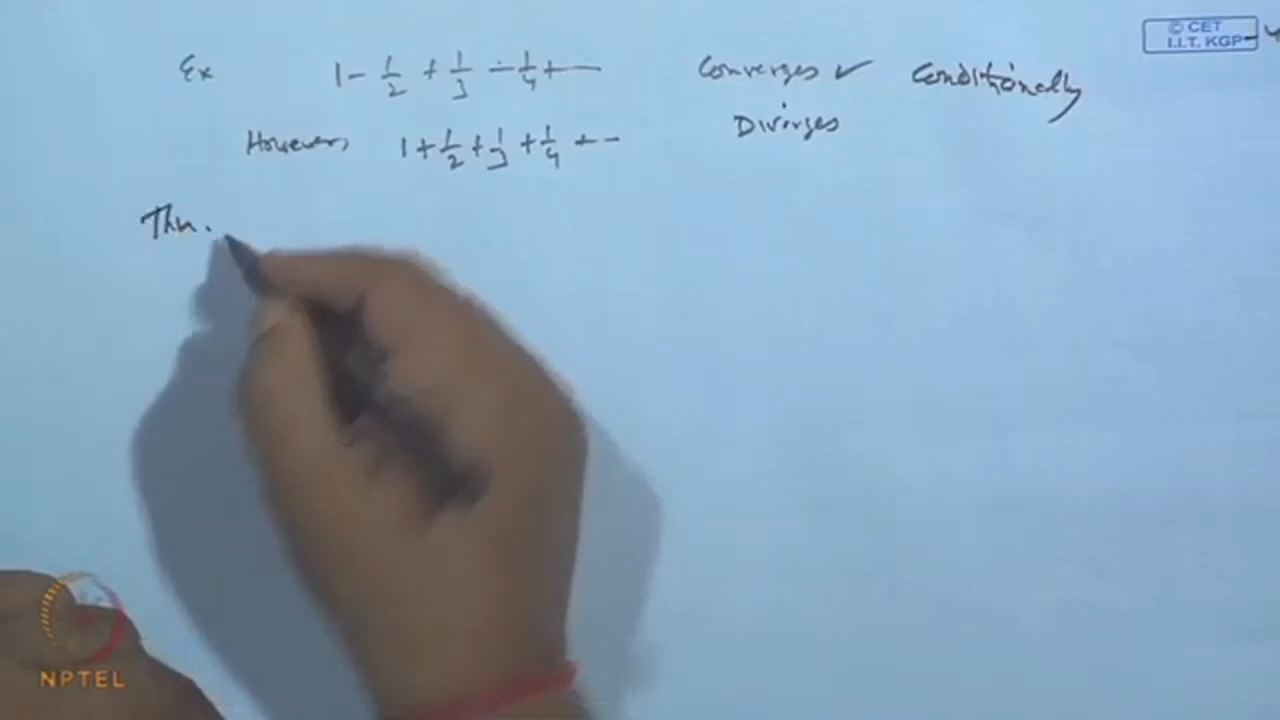 © CET
I.I.T. KGP
Ex 1 - 1/2 + 1/3 - 1/4 + — Converges ✓ Conditionally
However, 1 + 1/2 + 1/3 + 1/4 + -- Diverges
Thm.
NPTEL